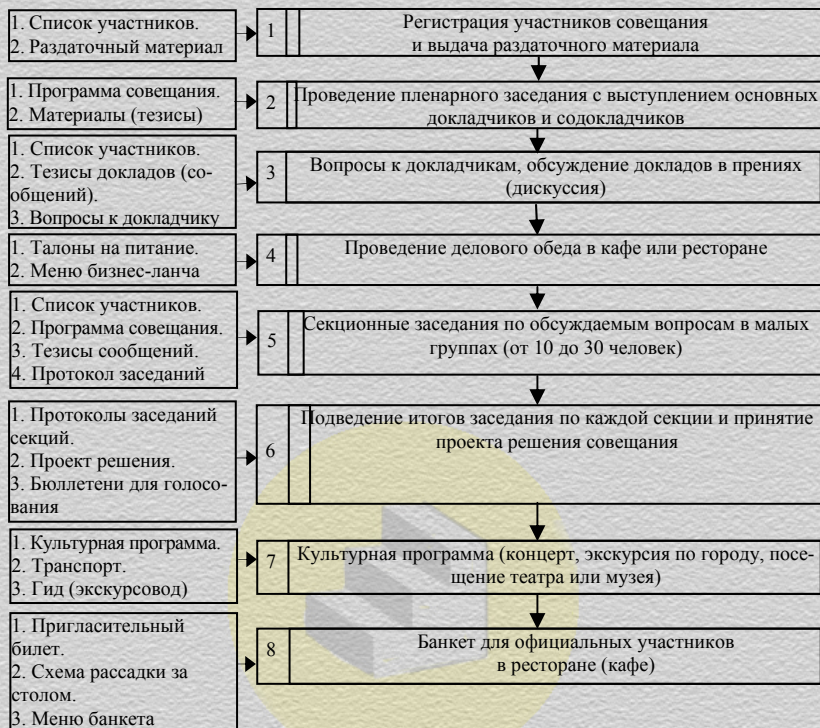 1. Список участников.
2. Раздаточный материал
1
Регистрация участников совещания
и выдача раздаточного материала
1. Программа совещания.
2. Материалы (тезисы)
2
Проведение пленарного заседания с выступлением основных
докладчиков и содокладчиков
1. Список участников.
2. Тезисы докладов (со-
общений).
3. Вопросы к докладчику
3
Вопросы к докладчикам, обсуждение докладов в прениях
(дискуссия)
1. Талоны на питание.
2. Меню бизнес-ланча
4
Проведение делового обеда в кафе или ресторане
1. Список участников.
2. Программа совещания.
3. Тезисы сообщений.
4. Протокол заседаний
5
Секционные заседания по обсуждаемым вопросам в малых
группах (от 10 до 30 человек)
1. Протоколы заседаний
секций.
2. Проект решения.
3. Бюллетени для голосо-
вания
6
Подведение итогов заседания по каждой секции и принятие
проекта решения совещания
1. Культурная программа.
2. Транспорт.
3. Гид (экскурсовод)
7
Культурная программа (концерт, экскурсия по городу, посе-
щение театра или музея)
1. Пригласительный
билет.
2. Схема рассадки за
столом.
3. Меню банкета
8
Банкет для официальных участников
в ресторане (кафе)